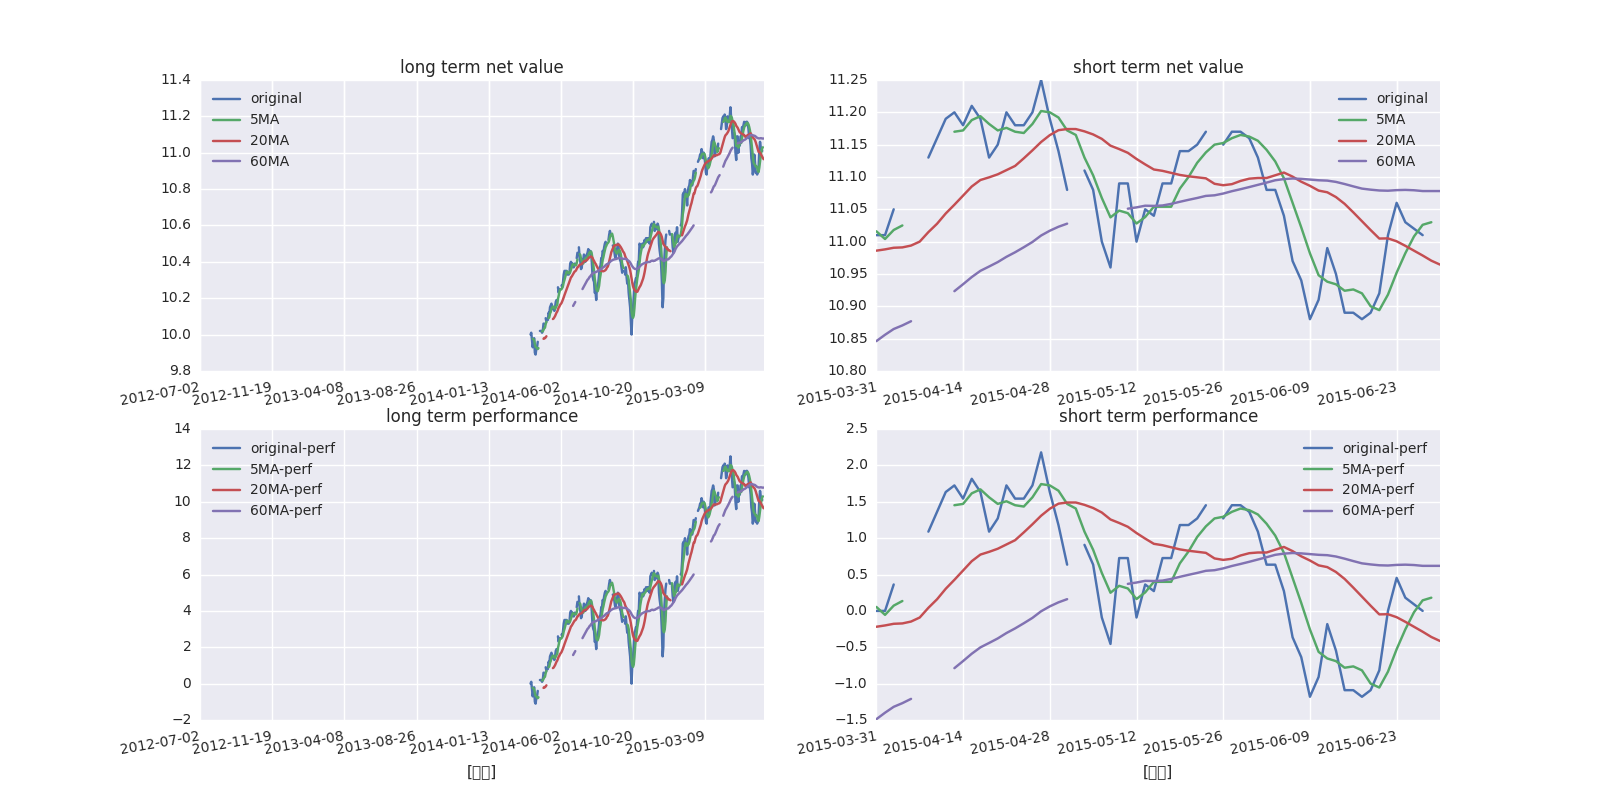 long term net value
11.4
11.2
11.0
10.8
10.6
10.4
10.2
10.0
9.8
original
5MA
20MA
60MA
2012-07-02 2012-11-19 2013-04-08 2013-08-26 2014-01-13 2014-06-02 2014-10-20 2015-03-09
short term net value
11.25
11.20
11.15
11.10
11.05
11.00
10.95
10.90
10.85
10.80
original
5MA
20MA
60MA
2015-03-31 2015-04-14 2015-04-28 2015-05-12 2015-05-26 2015-06-09 2015-06-23
long term performance
14
12
10
8
6
4
2
0
−2
original-perf
5MA-perf
20MA-perf
60MA-perf
2012-07-02 2012-11-19 2013-04-08 2013-08-26 2014-01-13 2014-06-02 2014-10-20 2015-03-09
short term performance
2.5
2.0
1.5
1.0
0.5
0.0
−0.5
−1.0
−1.5
original-perf
5MA-perf
20MA-perf
60MA-perf
2015-03-31 2015-04-14 2015-04-28 2015-05-12 2015-05-26 2015-06-09 2015-06-23